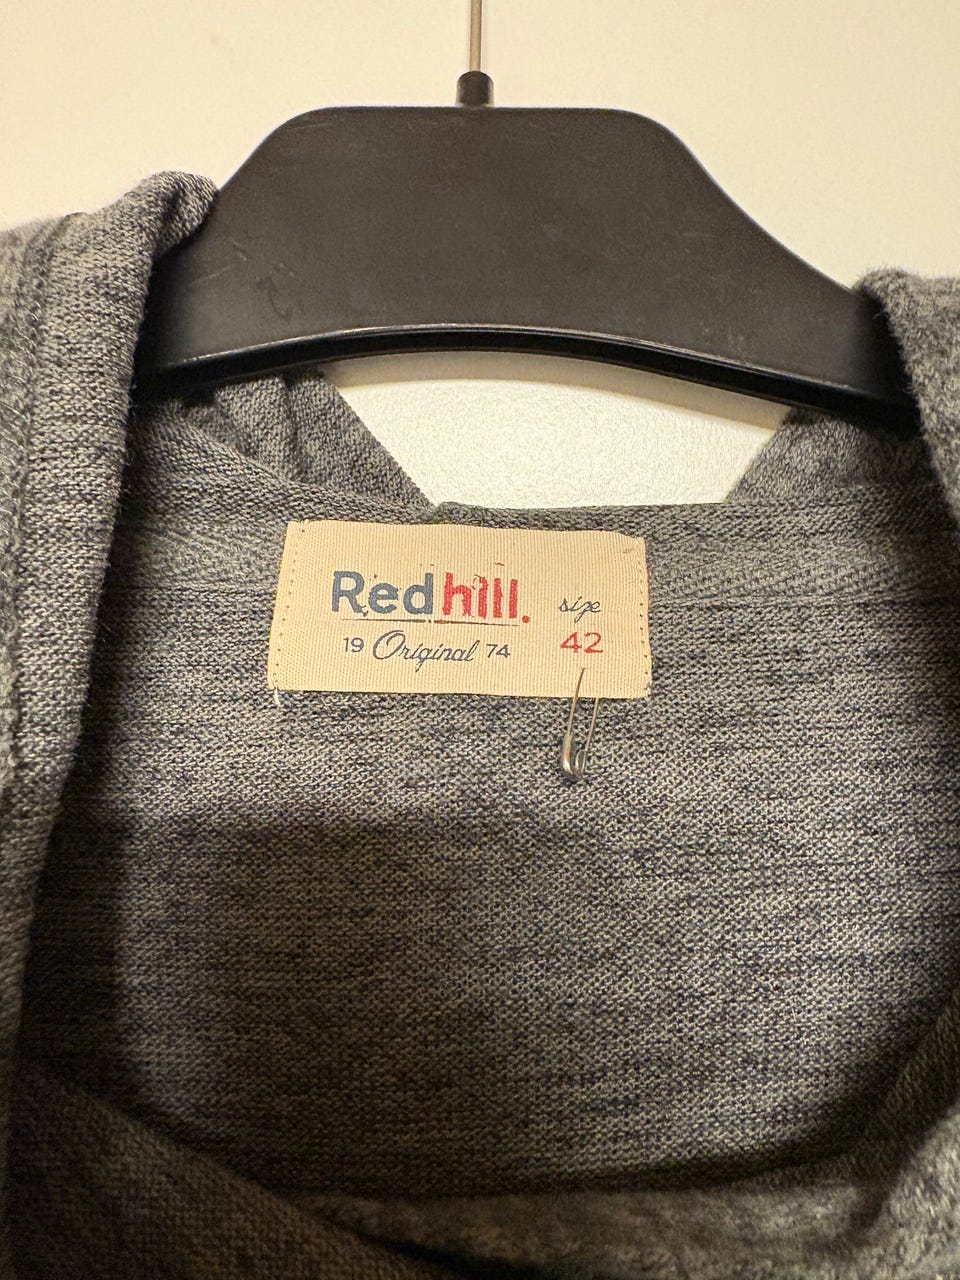 Redhill.
size
19 Original 74
42